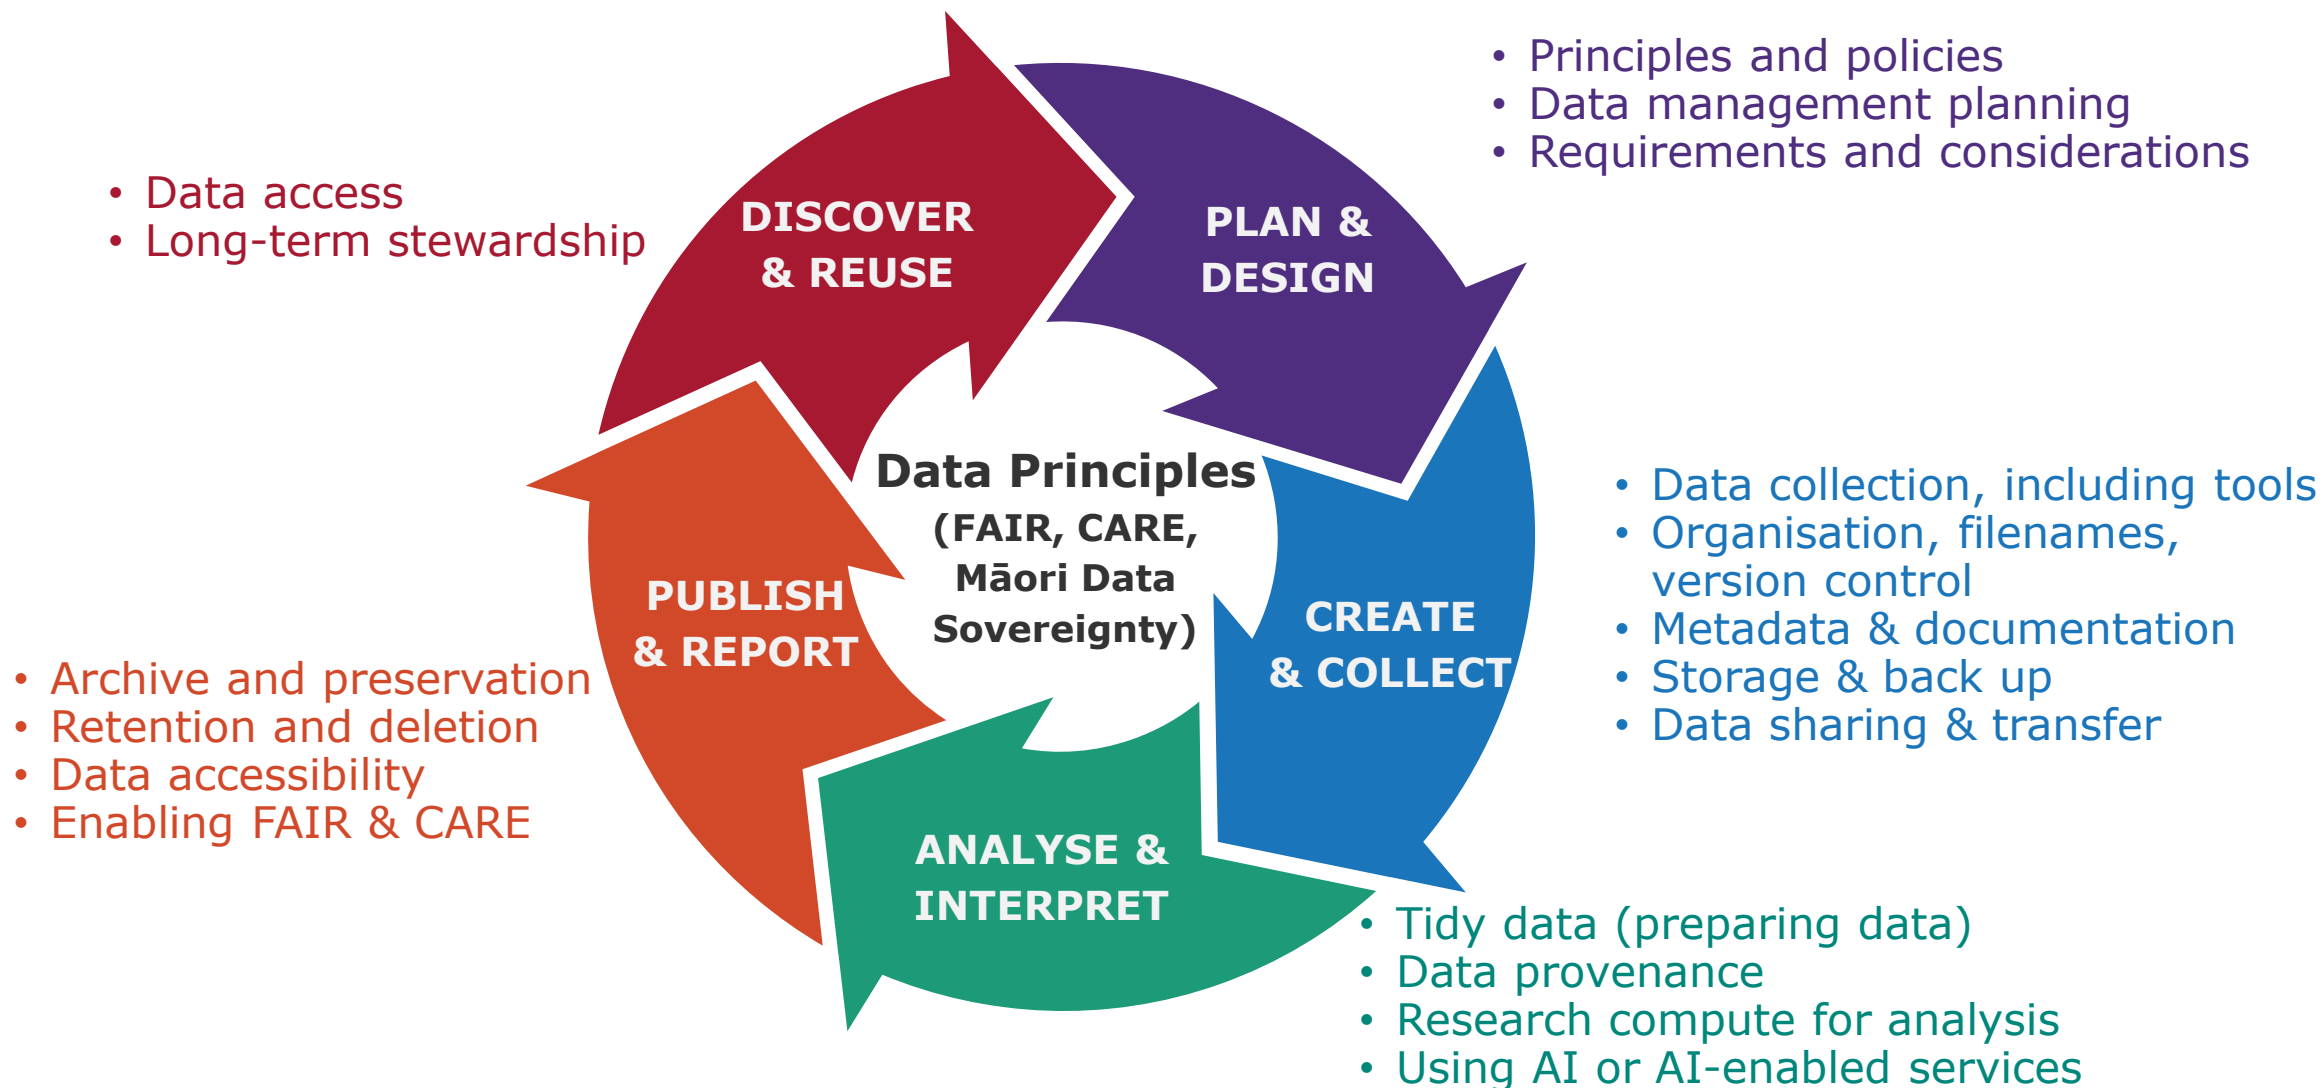 • Principles and policies
• Data management planning
• Requirements and considerations
• Data access
• Long-term stewardship
DISCOVER
& REUSE
PLAN &
DESIGN
Data Principles
(FAIR, CARE,
Māori Data
Sovereignty)
• Data collection, including tools
• Organisation, filenames,
version control
• Metadata & documentation
• Storage & back up
• Data sharing & transfer
CREATE
& COLLECT
PUBLISH
& REPORT
• Archive and preservation
• Retention and deletion
• Data accessibility
• Enabling FAIR & CARE
ANALYSE &
INTERPRET
• Tidy data (preparing data)
• Data provenance
• Research compute for analysis
• Using AI or AI-enabled services